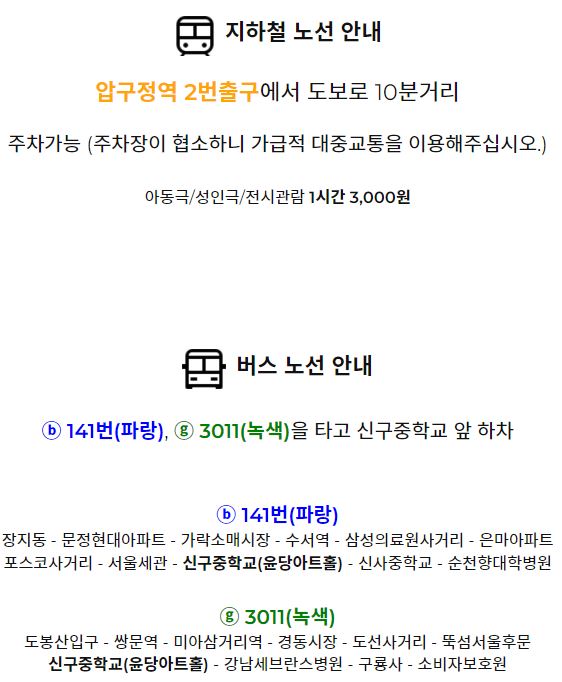 지하철 노선 안내
압구정역 2번출구에서 도보로 10분거리
주차가능 (주차장이 협소하니 가급적 대중교통을 이용해주십시오.)
아동극/성인극/전시관람 1시간 3,000원
버스 노선 안내
ⓑ 141번(파랑), ⓖ 3011(녹색)을 타고 신구중학교 앞 하차
ⓑ 141번(파랑)
장지동 - 문정현대아파트 - 가락소매시장 - 수서역 - 삼성의료원사거리 - 은마아파트
포스코사거리 - 서울세관 - 신구중학교(윤당아트홀) - 신사중학교 - 순천향대학병원
ⓖ 3011(녹색)
도봉산입구 - 쌍문역 - 미아삼거리역 - 경동시장 - 도선사거리 - 뚝섬서울후문
신구중학교(윤당아트홀) - 강남세브란스병원 - 구룡사 - 소비자보호원